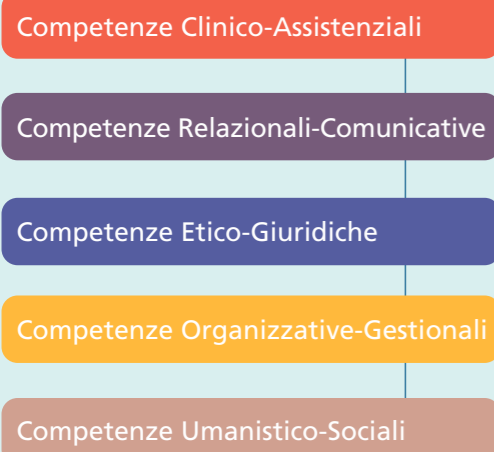 Competenze Clinico-Assistenziali
Competenze Relazionali-Comunicative
Competenze Etico-Giuridiche
Competenze Organizzative-Gestionali
Competenze Umanistico-Sociali